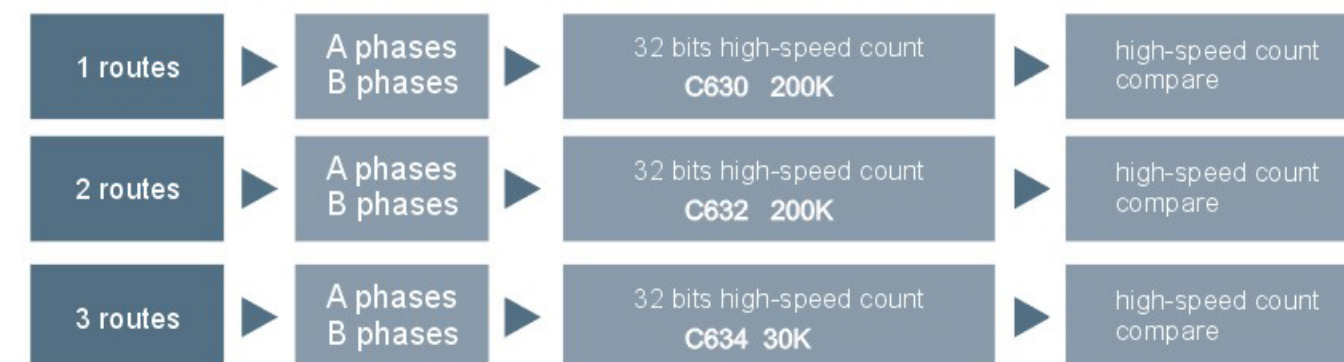 1 routes
A phases
B phases
32 bits high-speed count
C630 200K
high-speed count
compare
2 routes
A phases
B phases
32 bits high-speed count
C632 200K
high-speed count
compare
3 routes
A phases
B phases
32 bits high-speed count
C634 30K
high-speed count
compare